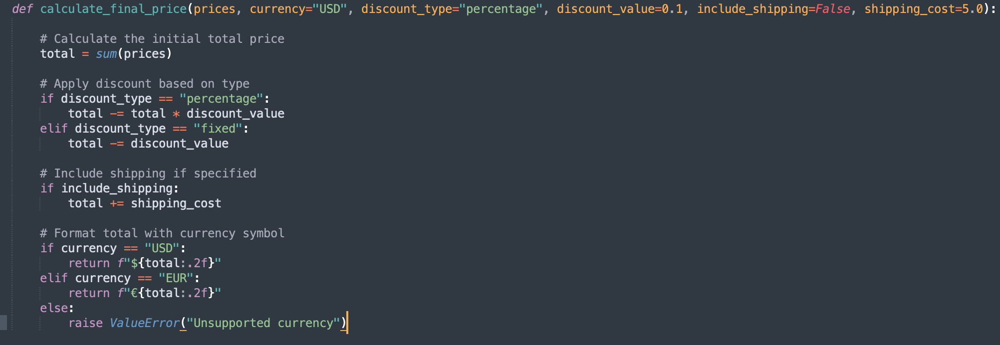 def calculate_final_price(prices, currency="USD", discount_type="percentage", discount_value=0.1, include_shipping=False, shipping_cost=5.0):
# Calculate the initial total price
total = sum(prices)
# Apply discount based on type
if discount_type == "percentage":
total -= total * discount_value
elif discount_type == "fixed":
total -= discount_value
# Include shipping if specified
if include_shipping:
total += shipping_cost
# Format total with currency symbol
if currency == "USD":
return f"${total:.2f}"
elif currency == "EUR":
return f"€{total:.2f}"
else:
raise ValueError("Unsupported currency")